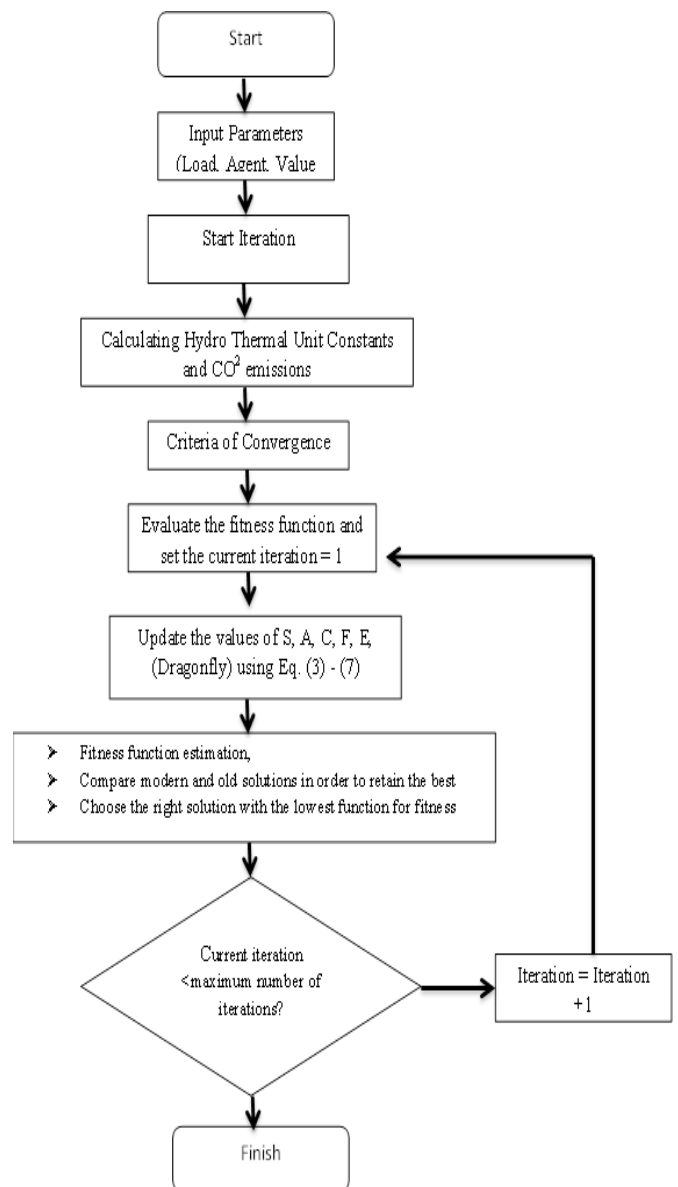 Start
Input Parameters
(Load, Agent, Value
Start Iteration
Calculating Hydro Thermal Unit Constants
and CO² emissions
Criteria of Convergence
Evaluate the fitness function and
set the current iteration = 1
Update the values of S, A, C, F, E,
(Dragonfly) using Eq. (3) - (7)
➤ Fitness function estimation,
➤ Compare modern and old solutions in order to retain the best
➤ Choose the right solution with the lowest function for fitness
Current iteration
<maximum number of
iterations?
Iteration = Iteration
+1
Finish